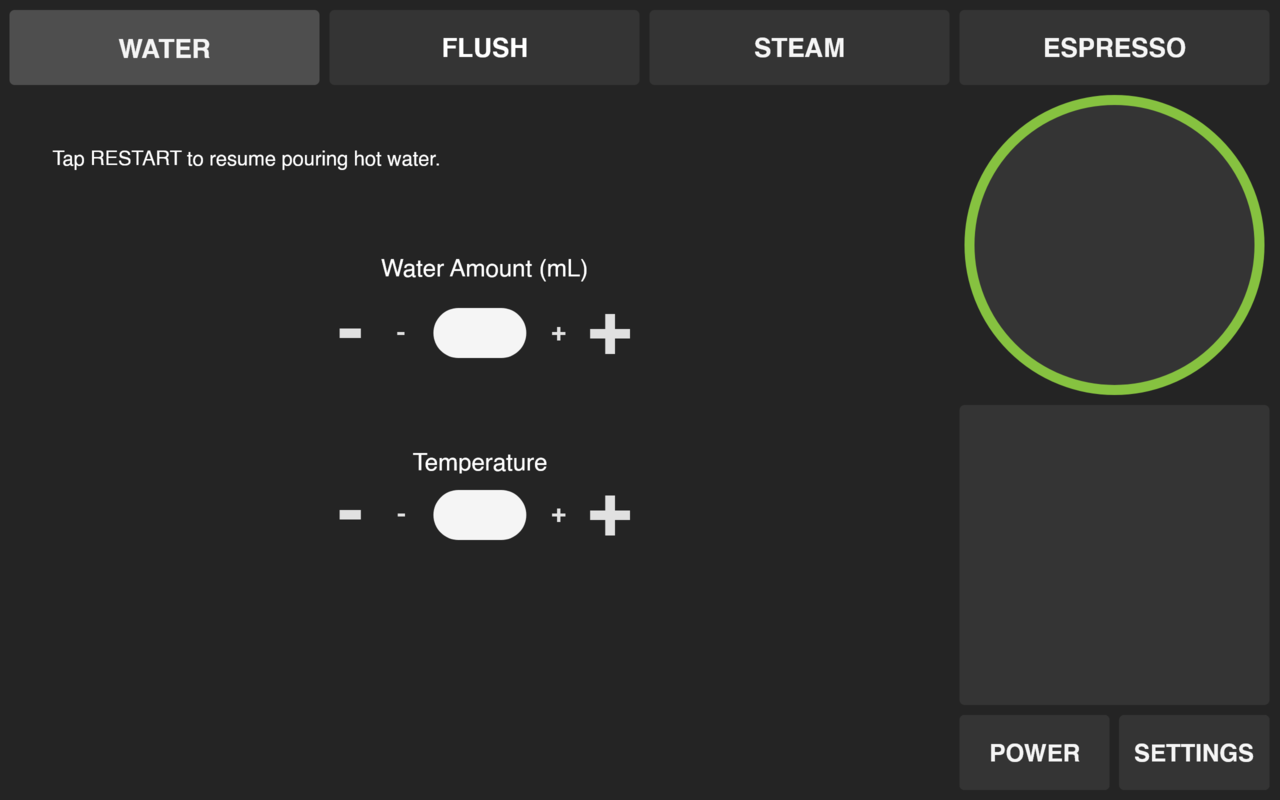 WATER FLUSH STEAM ESPRESSO
Tap RESTART to resume pouring hot water.
Water Amount (mL)
- - + +
Temperature
- - + +
POWER SETTINGS